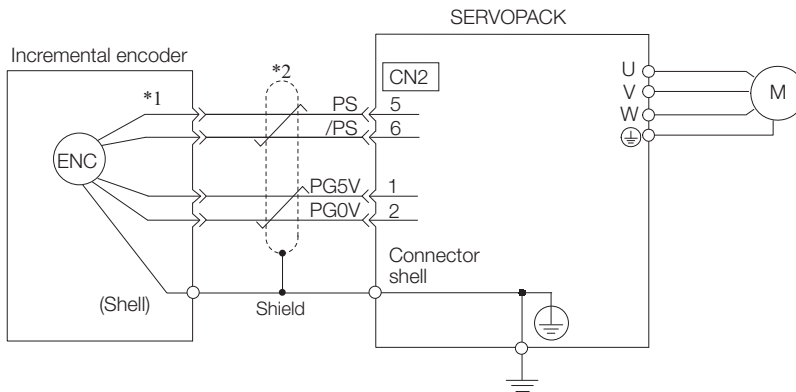 SERVOPACK
Incremental encoder
*1
*2
CN2
PS 5
/PS 6
ENC
PG5V 1
PG0V 2
U
V
W
M
Connector
shell
(Shell)
Shield